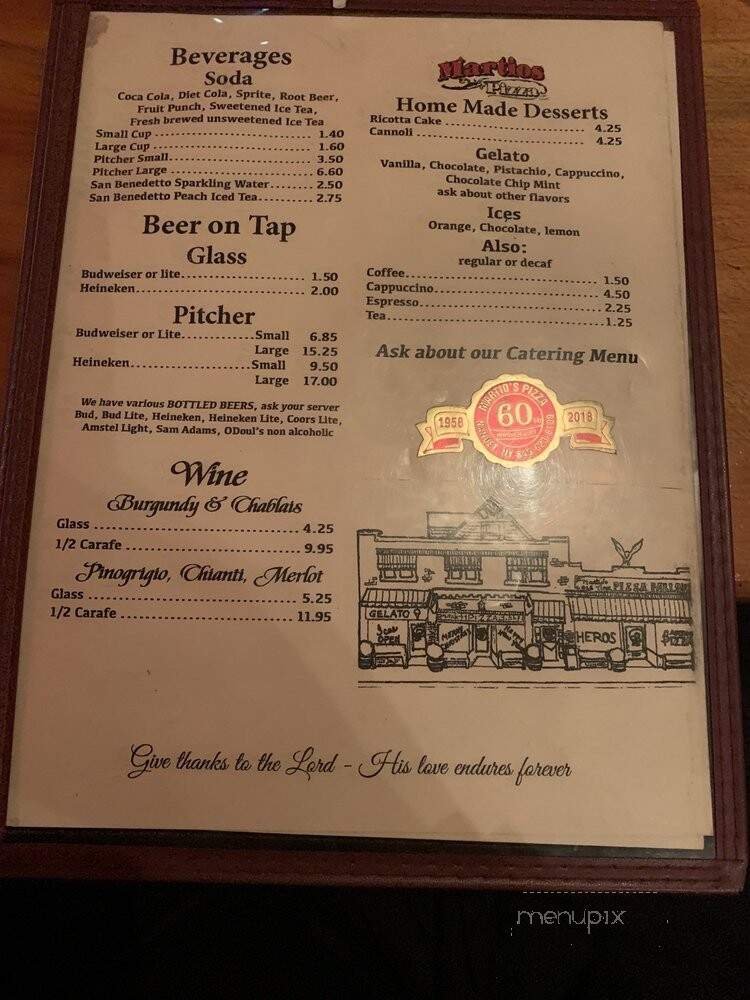 Beverages
Soda
Coca Cola, Diet Cola, Sprite, Root Beer,
Fruit Punch, Sweetened Ice Tea,
Fresh brewed unsweetened Ice Tea
Small Cup 1.40
Large Cup 1.60
Pitcher Small 3.50
Pitcher Large 6.60
San Benedetto Sparkling Water 2.50
San Benedetto Peach Iced Tea 2.75
Beer on Tap
Glass
Budweiser or lite 1.50
Heineken 2.00
Pitcher
Budweiser or Lite Small 6.85
Large 15.25
Heineken Small 9.50
Large 17.00
We have various BOTTLED BEERS, ask your server
Bud, Bud Lite, Heineken, Heineken Lite, Coors Lite,
Amstel Light, Sam Adams, ODoul's non alcoholic
Wine
Burgundy & Chablais
Glass 4.25
1/2 Carafe 9.95
Pinogrigio, Chianti, Merlot
Glass 5.25
1/2 Carafe 11.95
Martios
Pizza
Home Made Desserts
Ricotta Cake 4.25
Cannoli 4.25
Gelato
Vanilla, Chocolate, Pistachio, Cappuccino,
Chocolate Chip Mint
ask about other flavors
Ices
Orange, Chocolate, lemon
Also:
regular or decaf
Coffee 1.50
Cappuccino 4.50
Espresso 2.25
Tea 1.25
Ask about our Catering Menu
MARTIO'S PIZZA
1958
60
2018
GELATO
OPEN
HEROS
Give thanks to the Lord - His love endures forever
menupix